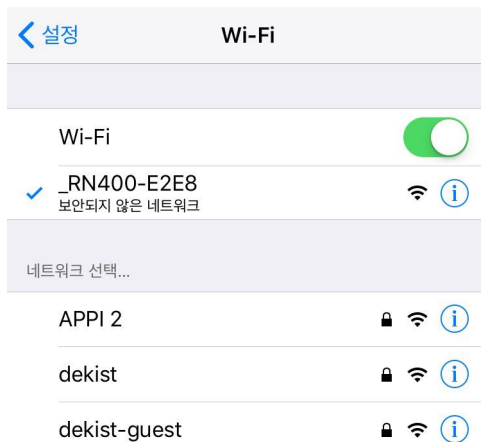 설정
Wi-Fi
Wi-Fi
_RN400-E2E8
보안되지 않은 네트워크
네트워크 선택...
APPI 2
dekist
dekist-guest